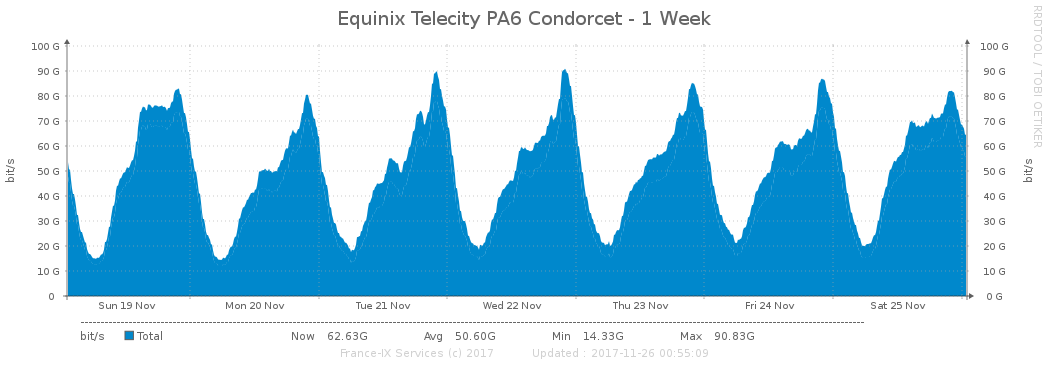 Equinix Telecity PA6 Condorcet - 1 Week
RRDTOOL / TOBI OETIKER
bit/s
100 G 100 G
90 G 90 G
80 G 80 G
70 G 70 G
60 G 60 G
50 G 50 G
40 G 40 G
30 G 30 G
20 G 20 G
10 G 10 G
0 0 G
bit/s
Sun 19 Nov Mon 20 Nov Tue 21 Nov Wed 22 Nov Thu 23 Nov Fri 24 Nov Sat 25 Nov
bit/s Total Now 62.63G Avg 50.60G Min 14.33G Max 90.83G
France-IX Services (c) 2017 Updated : 2017-11-26 00:55:09